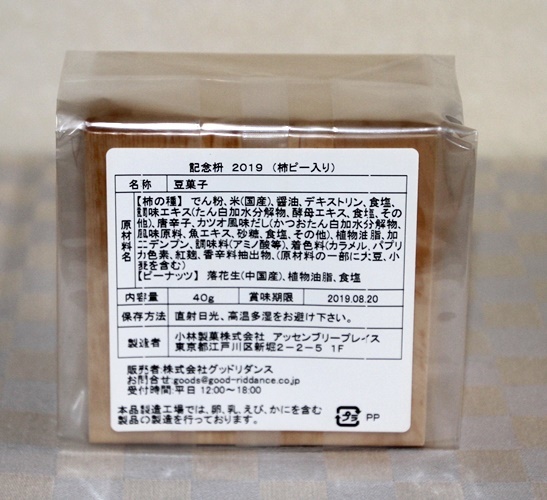 記念枡 2019 (柿ピー入り)
名称 豆菓子
原材料名
【柿の種】 でん粉、米(国産)、醤油、デキストリン、食塩、
調味エキス(たん白加水分解物、酵母エキス、食塩、その
他)、唐辛子、カツオ風味だし(かつおたん白加水分解物、
風味原料、魚エキス、砂糖、食塩、その他)、植物油脂、加
工デンプン、調味料(アミノ酸等)、着色料(カラメル、パプリ
カ色素、紅麹、香辛料抽出物、(原材料の一部に大豆、小
麦を含む)
【ピーナッツ】 落花生(中国産)、植物油脂、食塩
内容量 40g 賞味期限 2019.08.20
保存方法 直射日光、高温多湿をお避け下さい。
製造者 小林製菓株式会社 アッセンブリープレイス
東京都江戸川区新堀2-2-5 1F
販売者:株式会社グッドリダンス
お問合せ:goods@good-riddance.co.jp
受付時間:平日 12:00〜18:00
本品製造工場では、卵、乳、えび、かにを含む
製品の製造をしております。
プラ PP